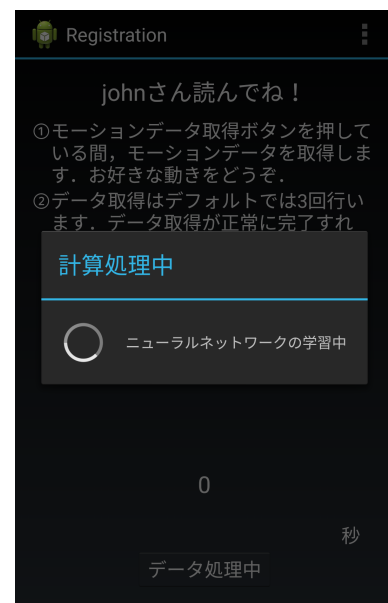 Registration
johnさん読んでね！
①モーションデータ取得ボタンを押して
いる間，モーションデータを取得しま
す．お好きな動きをどうぞ．
②データ取得はデフォルトでは3回行い
ます．データ取得が正常に完了すれ
計算処理中
ニューラルネットワークの学習中
0
秒
データ処理中